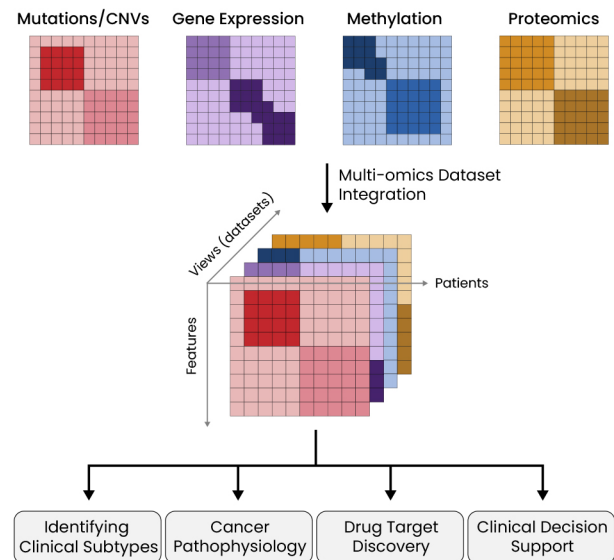 Mutations/CNVs
Gene Expression
Methylation
Proteomics
Multi-omics Dataset
Integration
Views (datasets)
Patients
Features
Identifying
Clinical Subtypes
Cancer
Pathophysiology
Drug Target
Discovery
Clinical Decision
Support